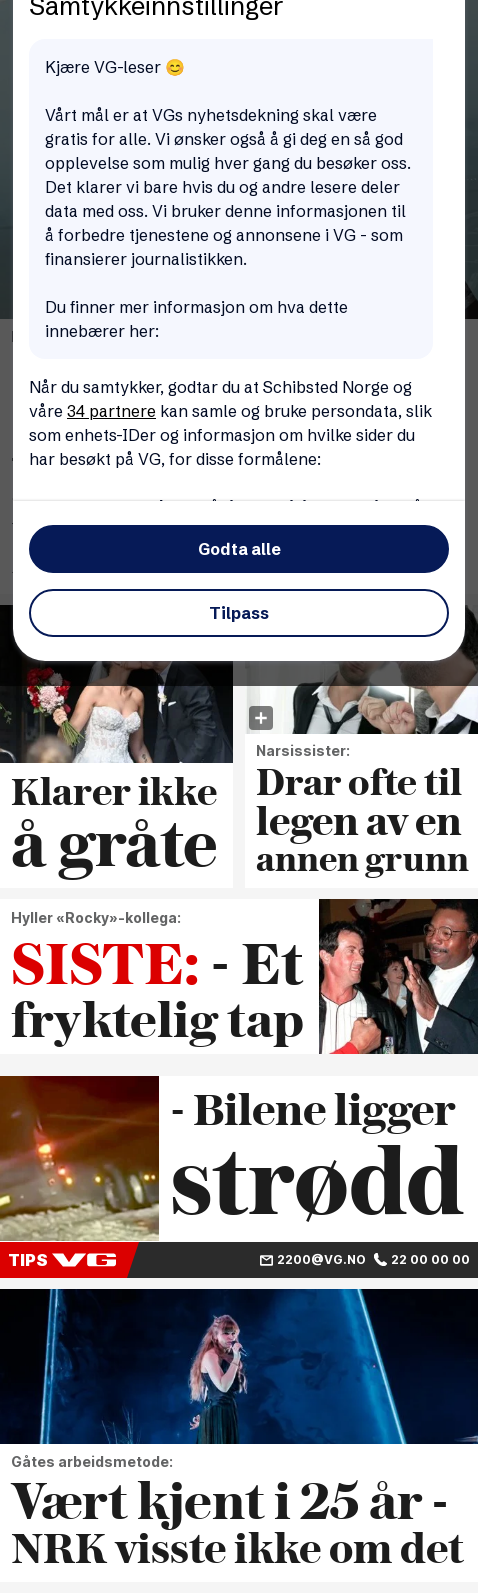 Samtykkeinnstillinger
Kjære VG-leser 😊
Vårt mål er at VGs nyhetsdekning skal være
gratis for alle. Vi ønsker også å gi deg en så god
opplevelse som mulig hver gang du besøker oss.
Det klarer vi bare hvis du og andre lesere deler
data med oss. Vi bruker denne informasjonen til
å forbedre tjenestene og annonsene i VG - som
finansierer journalistikken.
Du finner mer informasjon om hva dette
innebærer her:
Når du samtykker, godtar du at Schibsted Norge og
våre 34 partnere kan samle og bruke persondata, slik
som enhets-IDer og informasjon om hvilke sider du
har besøkt på VG, for disse formålene:
Godta alle
Tilpass
Klarer ikke
å gråte
Narsissister:
Drar ofte til
legen av en
annen grunn
Hyller «Rocky»-kollega:
SISTE: - Et
fryktelig tap
- Bilene ligger
strødd
TIPS VG 2200@VG.NO 22 00 00 00
Gåtes arbeidsmetode:
Vært kjent i 25 år -
NRK visste ikke om det